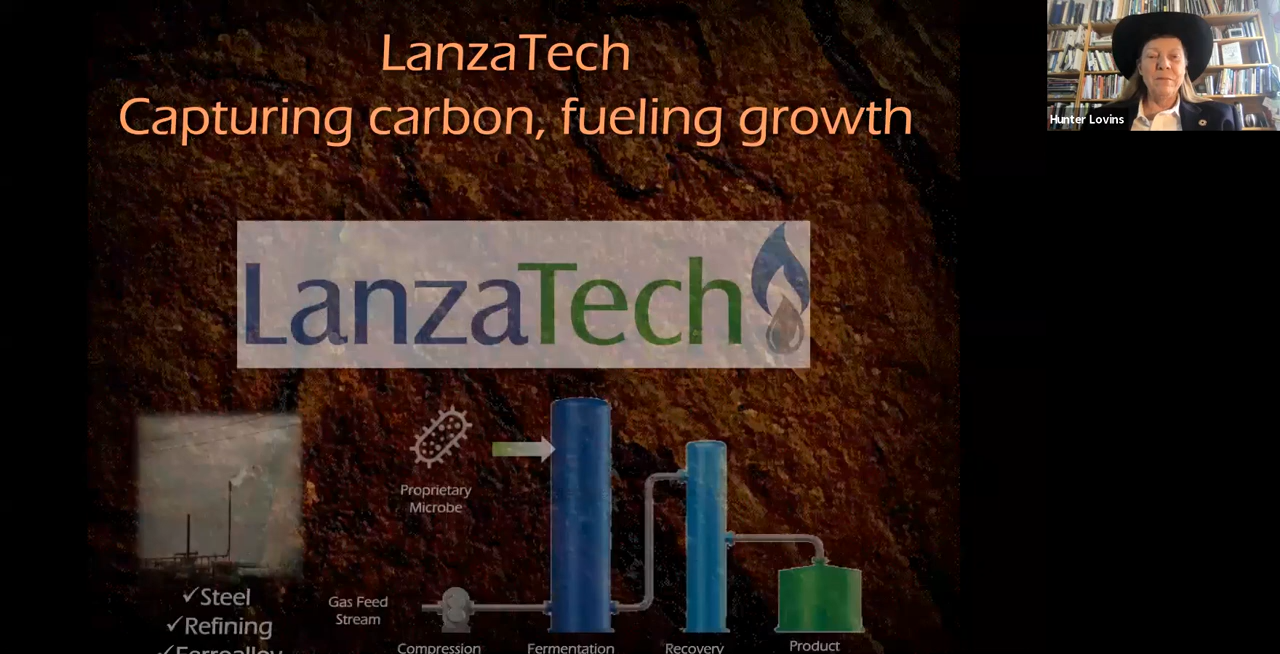 LanzaTech
Capturing carbon, fueling growth
Hunter Lovins
LanzaTech
Proprietary
Microbe
✓Steel
✓Refining
✓Ferroalloy
Gas Feed
Stream
Compression
Fermentation
Recovery
Product